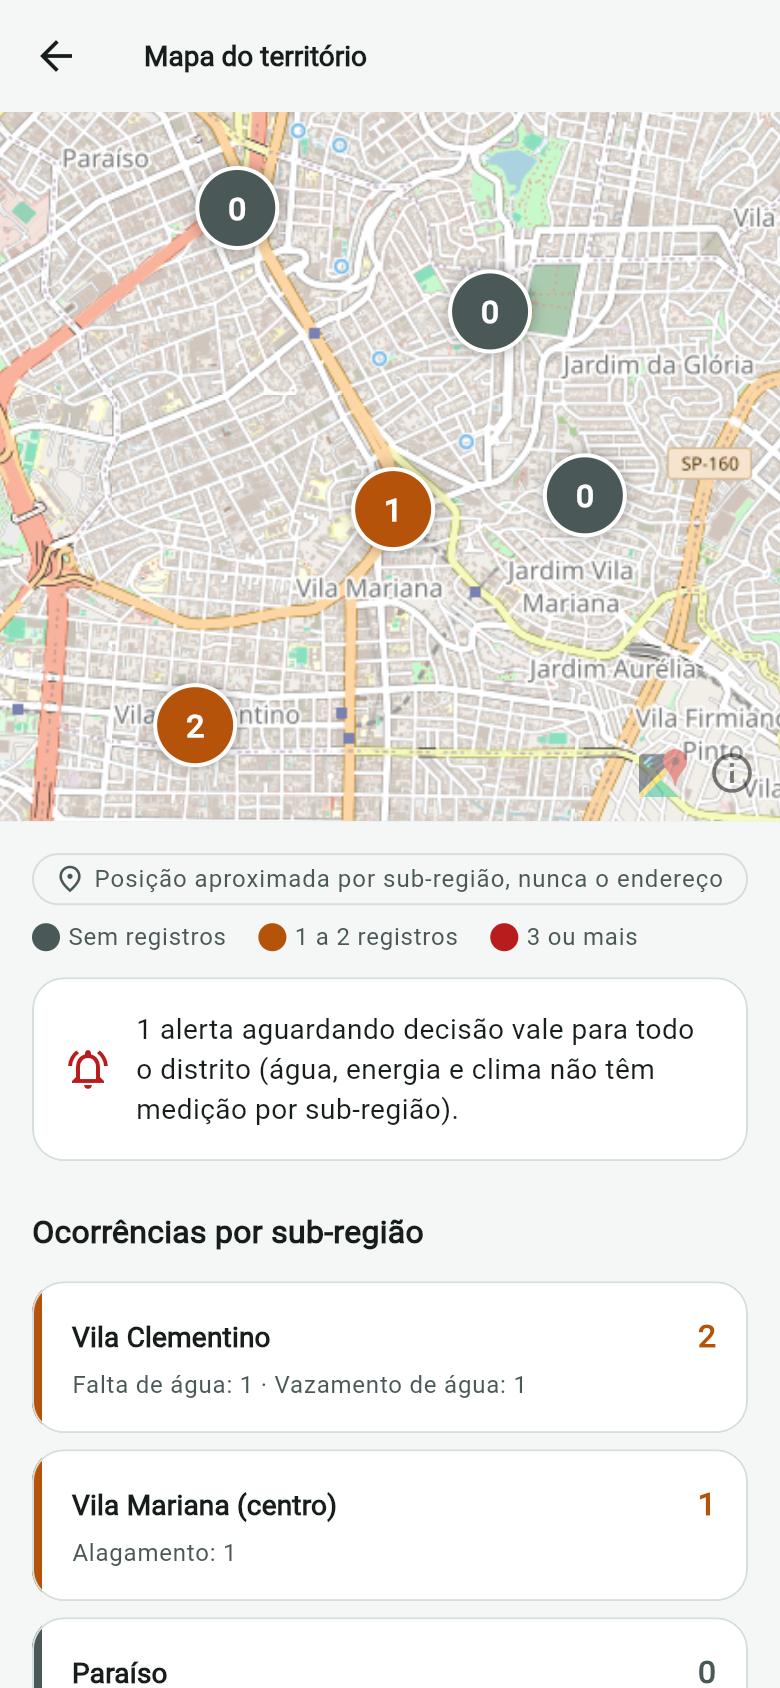 Mapa do território
Paraíso
0
Vila
0
Jardim da Glória
SP-160
0
1
Jardim Vila
Mariana
Vila Mariana
Jardim Aurélia
Vila
ntino
2
Vila Firmiano
Pinto
Vila
Posição aproximada por sub-região, nunca o endereço
Sem registros
1 a 2 registros
3 ou mais
1 alerta aguardando decisão vale para todo
o distrito (água, energia e clima não têm
medição por sub-região).
Ocorrências por sub-região
Vila Clementino
2
Falta de água: 1 · Vazamento de água: 1
Vila Mariana (centro)
1
Alagamento: 1
Paraíso
0